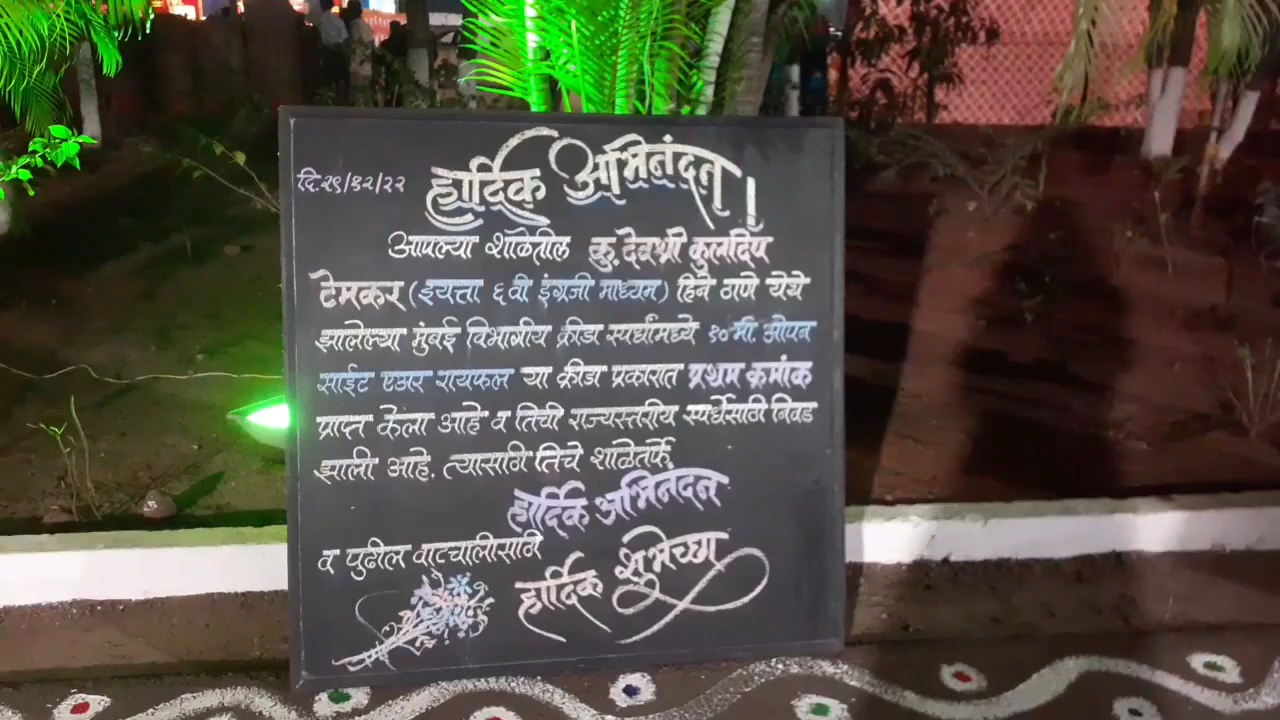 दि.२९/१२/२२
हार्दिक अभिनंदन!
आपल्या शाळेतील कु. देवश्री कुलदिप
टेमकर (इयत्ता ६वी इंग्रजी माध्यम) हिने ठाणे येथे
झालेल्या मुंबई विभागीय क्रीडा स्पर्धांमध्ये १० मी. ओपन
साईट एअर रायफल या क्रीडा प्रकारात प्रथम क्रमांक
प्राप्त केला आहे व तिची राज्यस्तरीय स्पर्धेसाठी निवड
झाली आहे. त्यासाठी तिचे शाळेतर्फे
हार्दिक अभिनंदन
व पुढील वाटचालीसाठी
हार्दिक शुभेच्छा